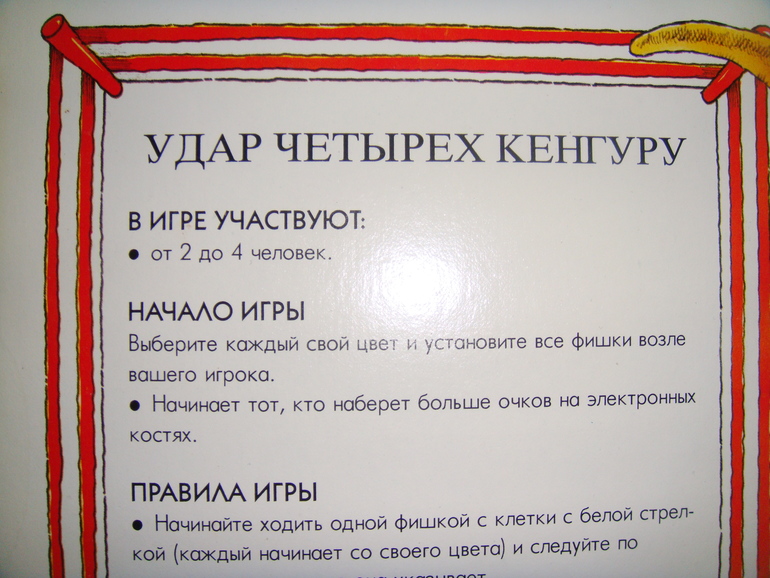 УДАР ЧЕТЫРЕХ КЕНГУРУ
В ИГРЕ УЧАСТВУЮТ:
● от 2 до 4 человек.
НАЧАЛО ИГРЫ
Выберите каждый свой цвет и установите все фишки возле
вашего игрока.
● Начинает тот, кто наберет больше очков на электронных
костях.
ПРАВИЛА ИГРЫ
● Начинайте ходить одной фишкой с клетки с белой стрел-
кой (каждый начинает со своего цвета) и следуйте по